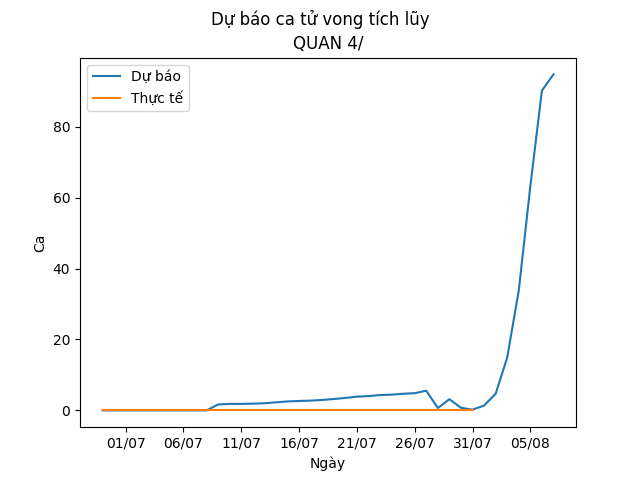 Dự báo ca tử vong tích lũy
QUAN 4/
Dự báo
Thực tế
Ca
80
60
40
20
0
01/07 06/07 11/07 16/07 21/07 26/07 31/07 05/08
Ngày